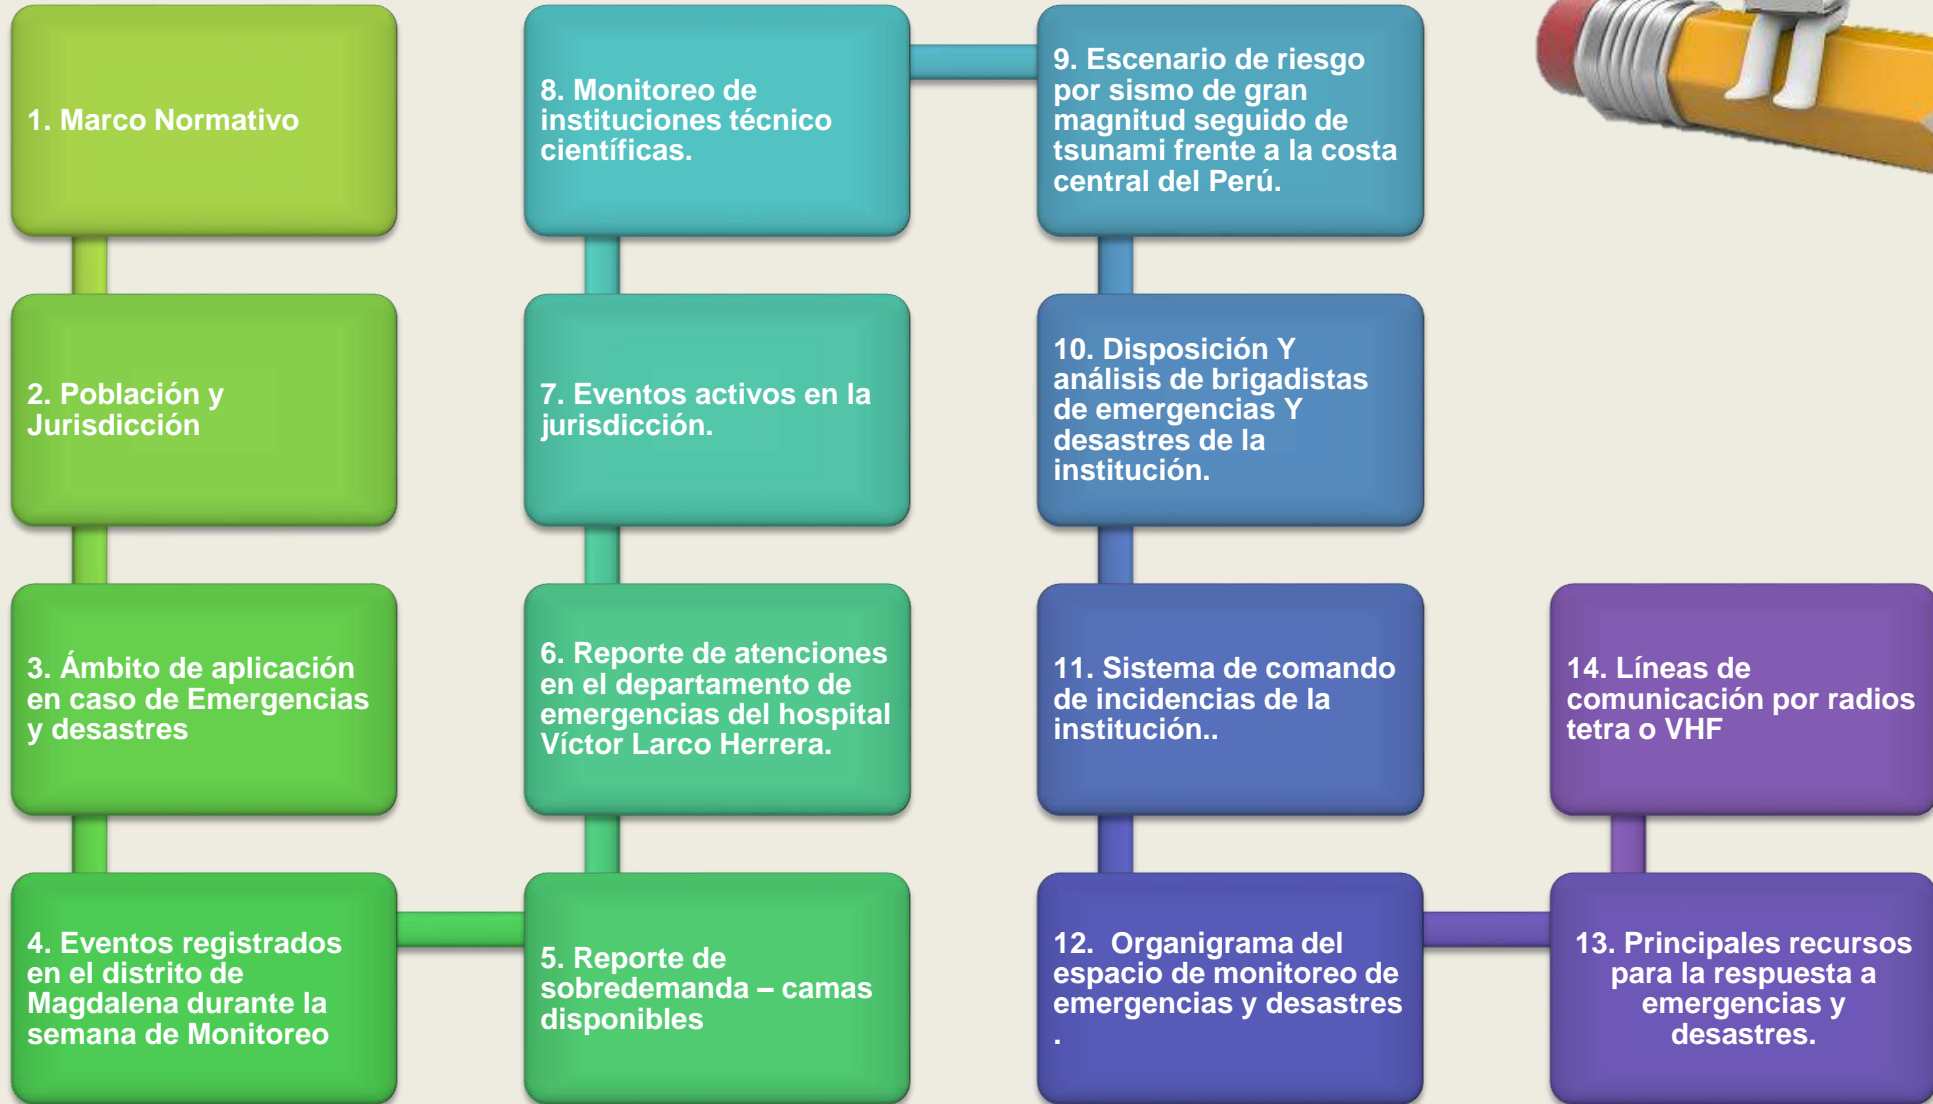 1. Marco Normativo
2. Población y
Jurisdicción
3. Ámbito de aplicación
en caso de Emergencias
y desastres
4. Eventos registrados
en el distrito de
Magdalena durante la
semana de Monitoreo
5. Reporte de
sobredemanda – camas
disponibles
6. Reporte de atenciones
en el departamento de
emergencias del hospital
Víctor Larco Herrera.
7. Eventos activos en la
jurisdicción.
8. Monitoreo de
instituciones técnico
científicas.
9. Escenario de riesgo
por sismo de gran
magnitud seguido de
tsunami frente a la costa
central del Perú.
10. Disposición Y
análisis de brigadistas
de emergencias Y
desastres de la
institución.
11. Sistema de comando
de incidencias de la
institución..
12. Organigrama del
espacio de monitoreo de
emergencias y desastres
.
13. Principales recursos
para la respuesta a
emergencias y
desastres.
14. Líneas de
comunicación por radios
tetra o VHF